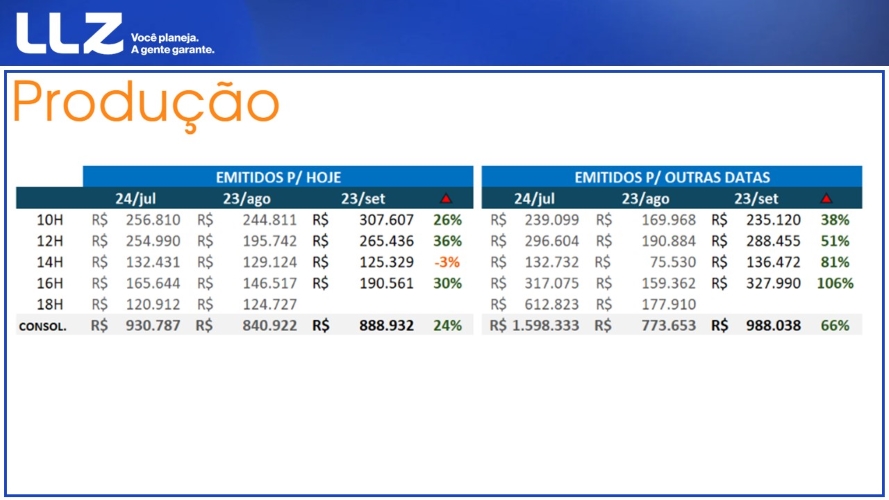 LLZ Você planeja.
A gente garante.
Produção
EMITIDOS P/ HOJE EMITIDOS P/ OUTRAS DATAS
24/jul 23/ago 23/set 24/jul 23/ago 23/set
10H R$ 256.810 R$ 244.811 R$ 307.607 26% R$ 239.099 R$ 169.968 R$ 235.120 38%
12H R$ 254.990 R$ 195.742 R$ 265.436 36% R$ 296.604 R$ 190.884 R$ 288.455 51%
14H R$ 132.431 R$ 129.124 R$ 125.329 -3% R$ 132.732 R$ 75.530 R$ 136.472 81%
16H R$ 165.644 R$ 146.517 R$ 190.561 30% R$ 317.075 R$ 159.362 R$ 327.990 106%
18H R$ 120.912 R$ 124.727 R$ 612.823 R$ 177.910
CONSOL. R$ 930.787 R$ 840.922 R$ 888.932 24% R$ 1.598.333 R$ 773.653 R$ 988.038 66%